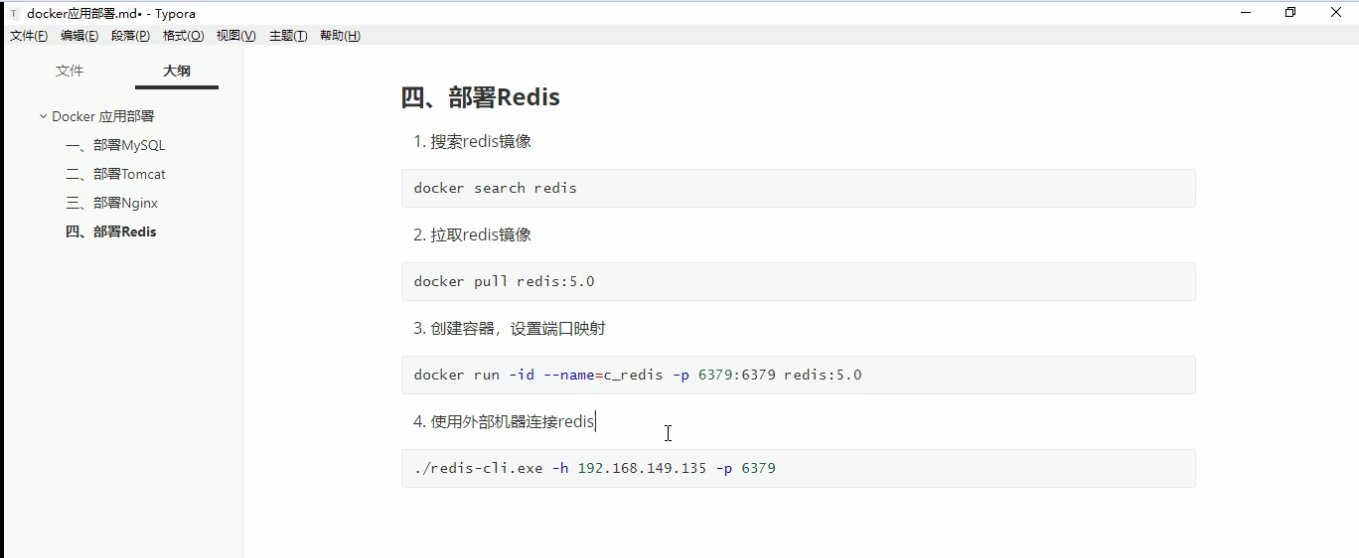 T docker应用部署.md• - Typora
文件(F) 编辑(E) 段落(P) 格式(O) 视图(V) 主题(T) 帮助(H)
文件 大纲
Docker 应用部署
一、部署MySQL
二、部署Tomcat
三、部署Nginx
四、部署Redis
四、部署Redis
1. 搜索redis镜像
docker search redis
2. 拉取redis镜像
docker pull redis:5.0
3. 创建容器，设置端口映射
docker run -id --name=c_redis -p 6379:6379 redis:5.0
4. 使用外部机器连接redis
./redis-cli.exe -h 192.168.149.135 -p 6379